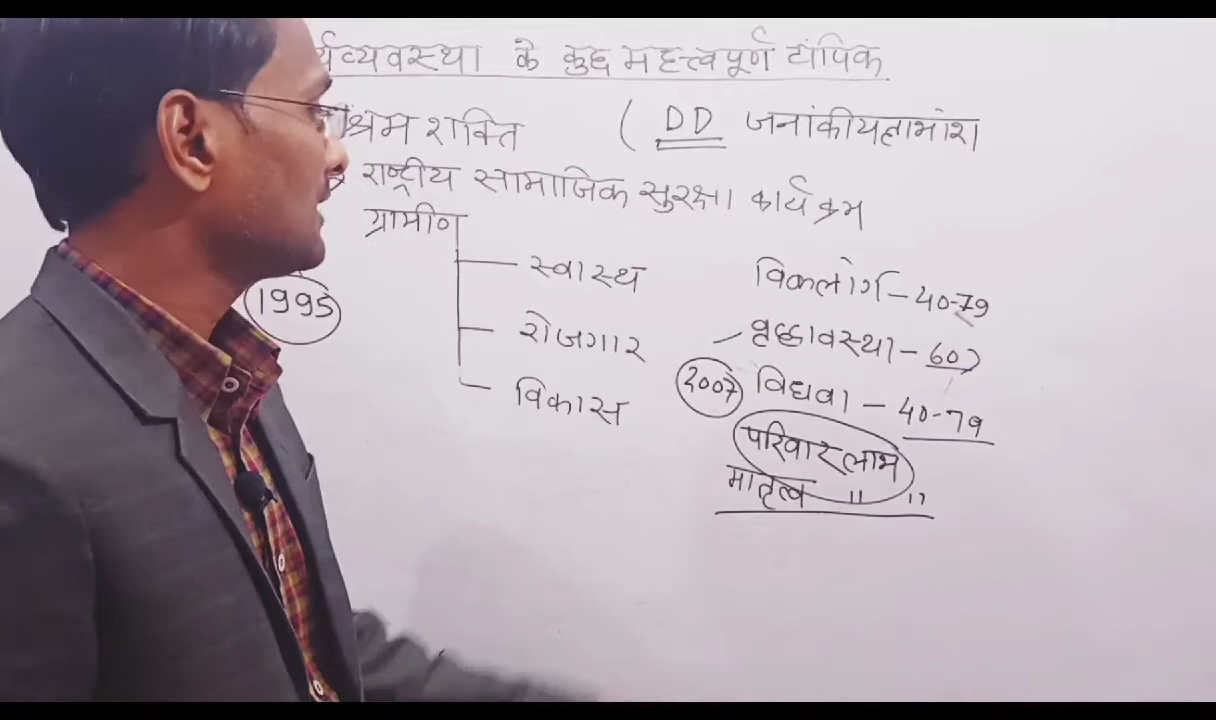 र्थव्यवस्था के कुछ महत्त्वपूर्ण टॉपिक
श्रम शक्ति ( DD जनांकीय लाभांश)
राष्ट्रीय सामाजिक सुरक्षा कार्यक्रम
ग्रामीण
1995
स्वास्थ
रोजगार
विकास
विकलांग - 40-79
वृद्धावस्था - 60>
2007 विधवा - 40-79
परिवार लाभ
मातृत्व " "